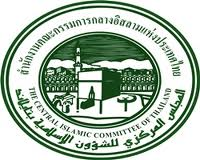 สำนักงานคณะกรรมการกลางอิสลามแห่งประเทศไทย
THE CENTRAL ISLAMIC COMMITTEE OF THAILAND
المجلس المركزي للشؤون الإسلامية بتايلاند